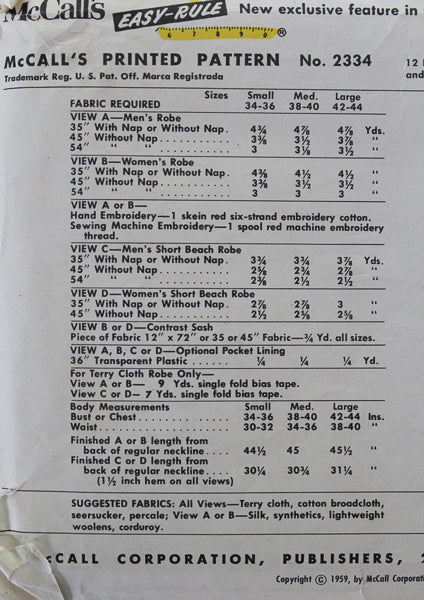 McCall's EASY-RULE New exclusive feature in
6 7 8 9 0 ®
McCALL'S PRINTED PATTERN No. 2334 12
Trademark Reg. U. S. Pat. Off. Marca Registrada and
Sizes Small Med. Large
FABRIC REQUIRED 34-36 38-40 42-44
VIEW A—Men's Robe
35" With Nap or Without Nap. 4¾ 4⅞ 4⅞ Yds.
45" Without Nap.......... 3⅜ 3½ 3⅞ "
54" " " .......... 3 3⅛ 3½ "
VIEW B—Women's Robe
35" With Nap or Without Nap. 4⅜ 4½ 4½ "
45" Without Nap.......... 3⅜ 3½ 3½ "
54" " " .......... 3 3 3 "
VIEW A or B—
Hand Embroidery—1 skein red six-strand embroidery cotton.
Sewing Machine Embroidery—1 spool red machine embroidery
thread.
VIEW C—Men's Short Beach Robe
35" With Nap or Without Nap. 3¾ 3¾ 3⅞ Yds.
45" Without Nap.......... 2⅝ 2¾ 2⅞ "
54" " " .......... 2⅜ 2½ 2½ "
VIEW D—Women's Short Beach Robe
35" With Nap or Without Nap. 2⅞ 2⅞ 3 "
45" Without Nap.......... 2½ 2⅝ 2⅝ "
VIEW B or D—Contrast Sash
Piece of Fabric 12" x 72" or 35 or 45" Fabric—¾ Yd. all sizes.
VIEW A, B, C or D—Optional Pocket Lining
36" Transparent Plastic...... ¼ ¼ ¼ Yd.
For Terry Cloth Robe Only—
View A or B— 9 Yds. single fold bias tape.
View C or D— 7 Yds. single fold bias tape.
Body Measurements Small Med. Large
Bust or Chest............. 34-36 38-40 42-44 Ins.
Waist.................... 30-32 34-36 38-40 "
Finished A or B length from
back of regular neckline.... 44½ 45 45½ "
Finished C or D length from
back of regular neckline.... 30¼ 30¾ 31¼ "
(1½ inch hem on all views)
SUGGESTED FABRICS: All Views—Terry cloth, cotton broadcloth,
seersucker, percale; View A or B—Silk, synthetics, lightweight
woolens, corduroy.
McCALL CORPORATION, PUBLISHERS, 2
Copyright © 1959, by McCall Corporatio